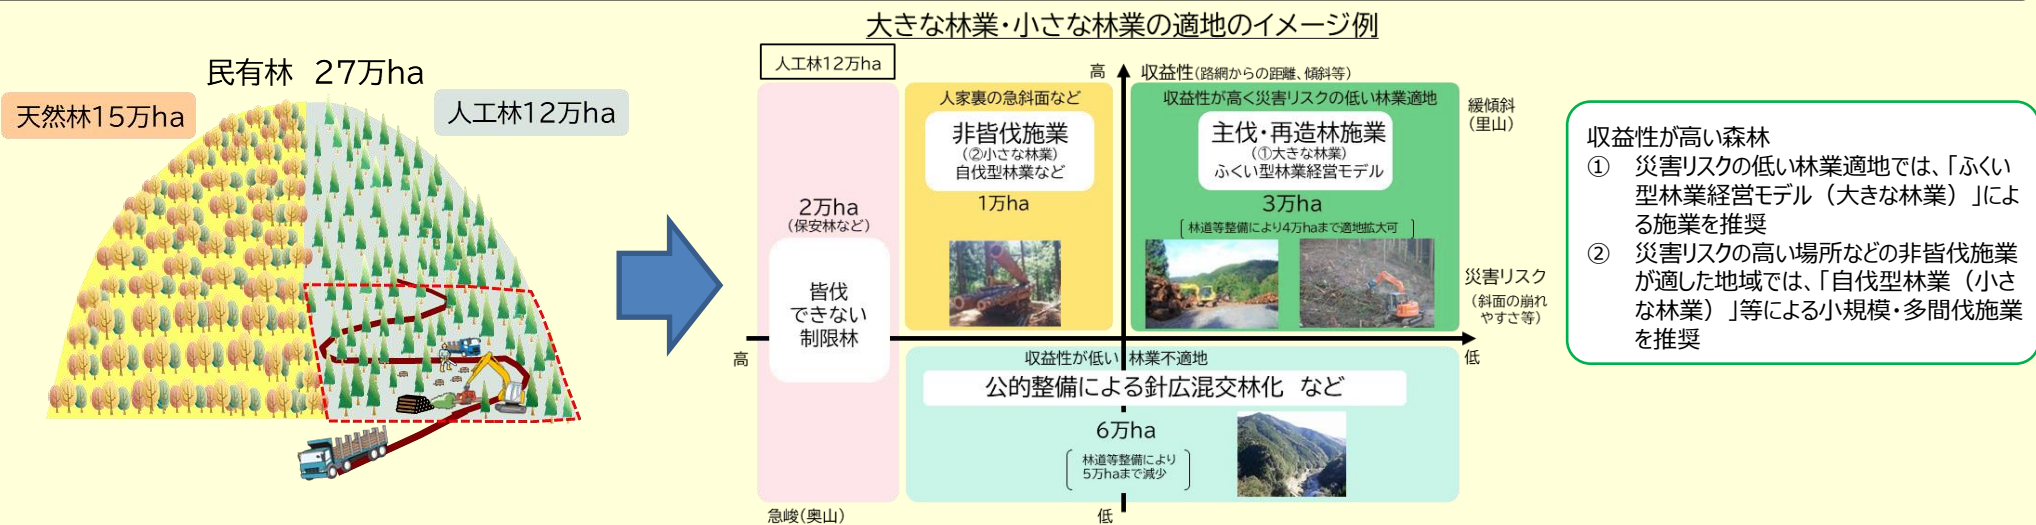 大きな林業・小さな林業の適地のイメージ例
民有林 27万ha
天然林15万ha
人工林12万ha
人工林12万ha
高
収益性(路網からの距離、傾斜等)
2万ha
(保安林など)
皆伐
できない
制限林
人家裏の急斜面など
非皆伐施業
(②小さな林業)
自伐型林業など
1万ha
収益性が高く災害リスクの低い林業適地
主伐・再造林施業
(①大きな林業)
ふくい型林業経営モデル
3万ha
林道等整備により4万haまで適地拡大可
緩傾斜
(里山)
災害リスク
(斜面の崩れ
やすさ等)
高
低
収益性が低い 林業不適地
公的整備による針広混交林化 など
6万ha
林道等整備により
5万haまで減少
急峻(奥山)
低
収益性が高い森林
① 災害リスクの低い林業適地では、「ふくい
型林業経営モデル（大きな林業）」によ
る施業を推奨
② 災害リスクの高い場所などの非皆伐施業
が適した地域では、「自伐型林業（小さ
な林業）」等による小規模・多間伐施業
を推奨